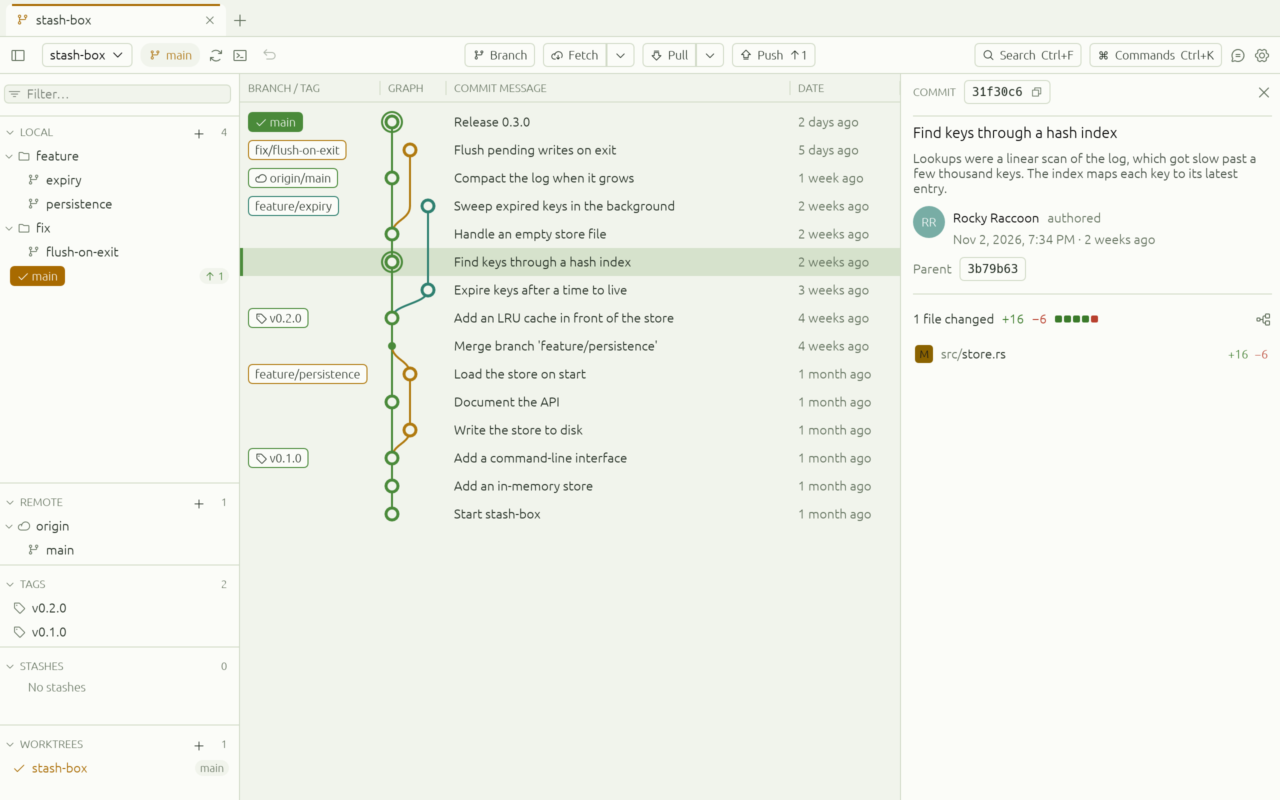 stash-box
stash-box
main
Branch
Fetch
Pull
Push ↑1
Search Ctrl+F
Commands Ctrl+K
Filter…
LOCAL 4
feature
expiry
persistence
fix
flush-on-exit
main ↑1
REMOTE 1
origin
main
TAGS 2
v0.2.0
v0.1.0
STASHES 0
No stashes
WORKTREES 1
stash-box main
BRANCH / TAG GRAPH COMMIT MESSAGE DATE
main Release 0.3.0 2 days ago
fix/flush-on-exit Flush pending writes on exit 5 days ago
origin/main Compact the log when it grows 1 week ago
feature/expiry Sweep expired keys in the background 2 weeks ago
Handle an empty store file 2 weeks ago
Find keys through a hash index 2 weeks ago
Expire keys after a time to live 3 weeks ago
v0.2.0 Add an LRU cache in front of the store 4 weeks ago
Merge branch 'feature/persistence' 4 weeks ago
feature/persistence Load the store on start 1 month ago
Document the API 1 month ago
Write the store to disk 1 month ago
v0.1.0 Add a command-line interface 1 month ago
Add an in-memory store 1 month ago
Start stash-box 1 month ago
COMMIT 31f30c6
Find keys through a hash index
Lookups were a linear scan of the log, which got slow past a
few thousand keys. The index maps each key to its latest
entry.
RR
Rocky Raccoon authored
Nov 2, 2026, 7:34 PM · 2 weeks ago
Parent 3b79b63
1 file changed +16 −6
M src/store.rs +16 −6